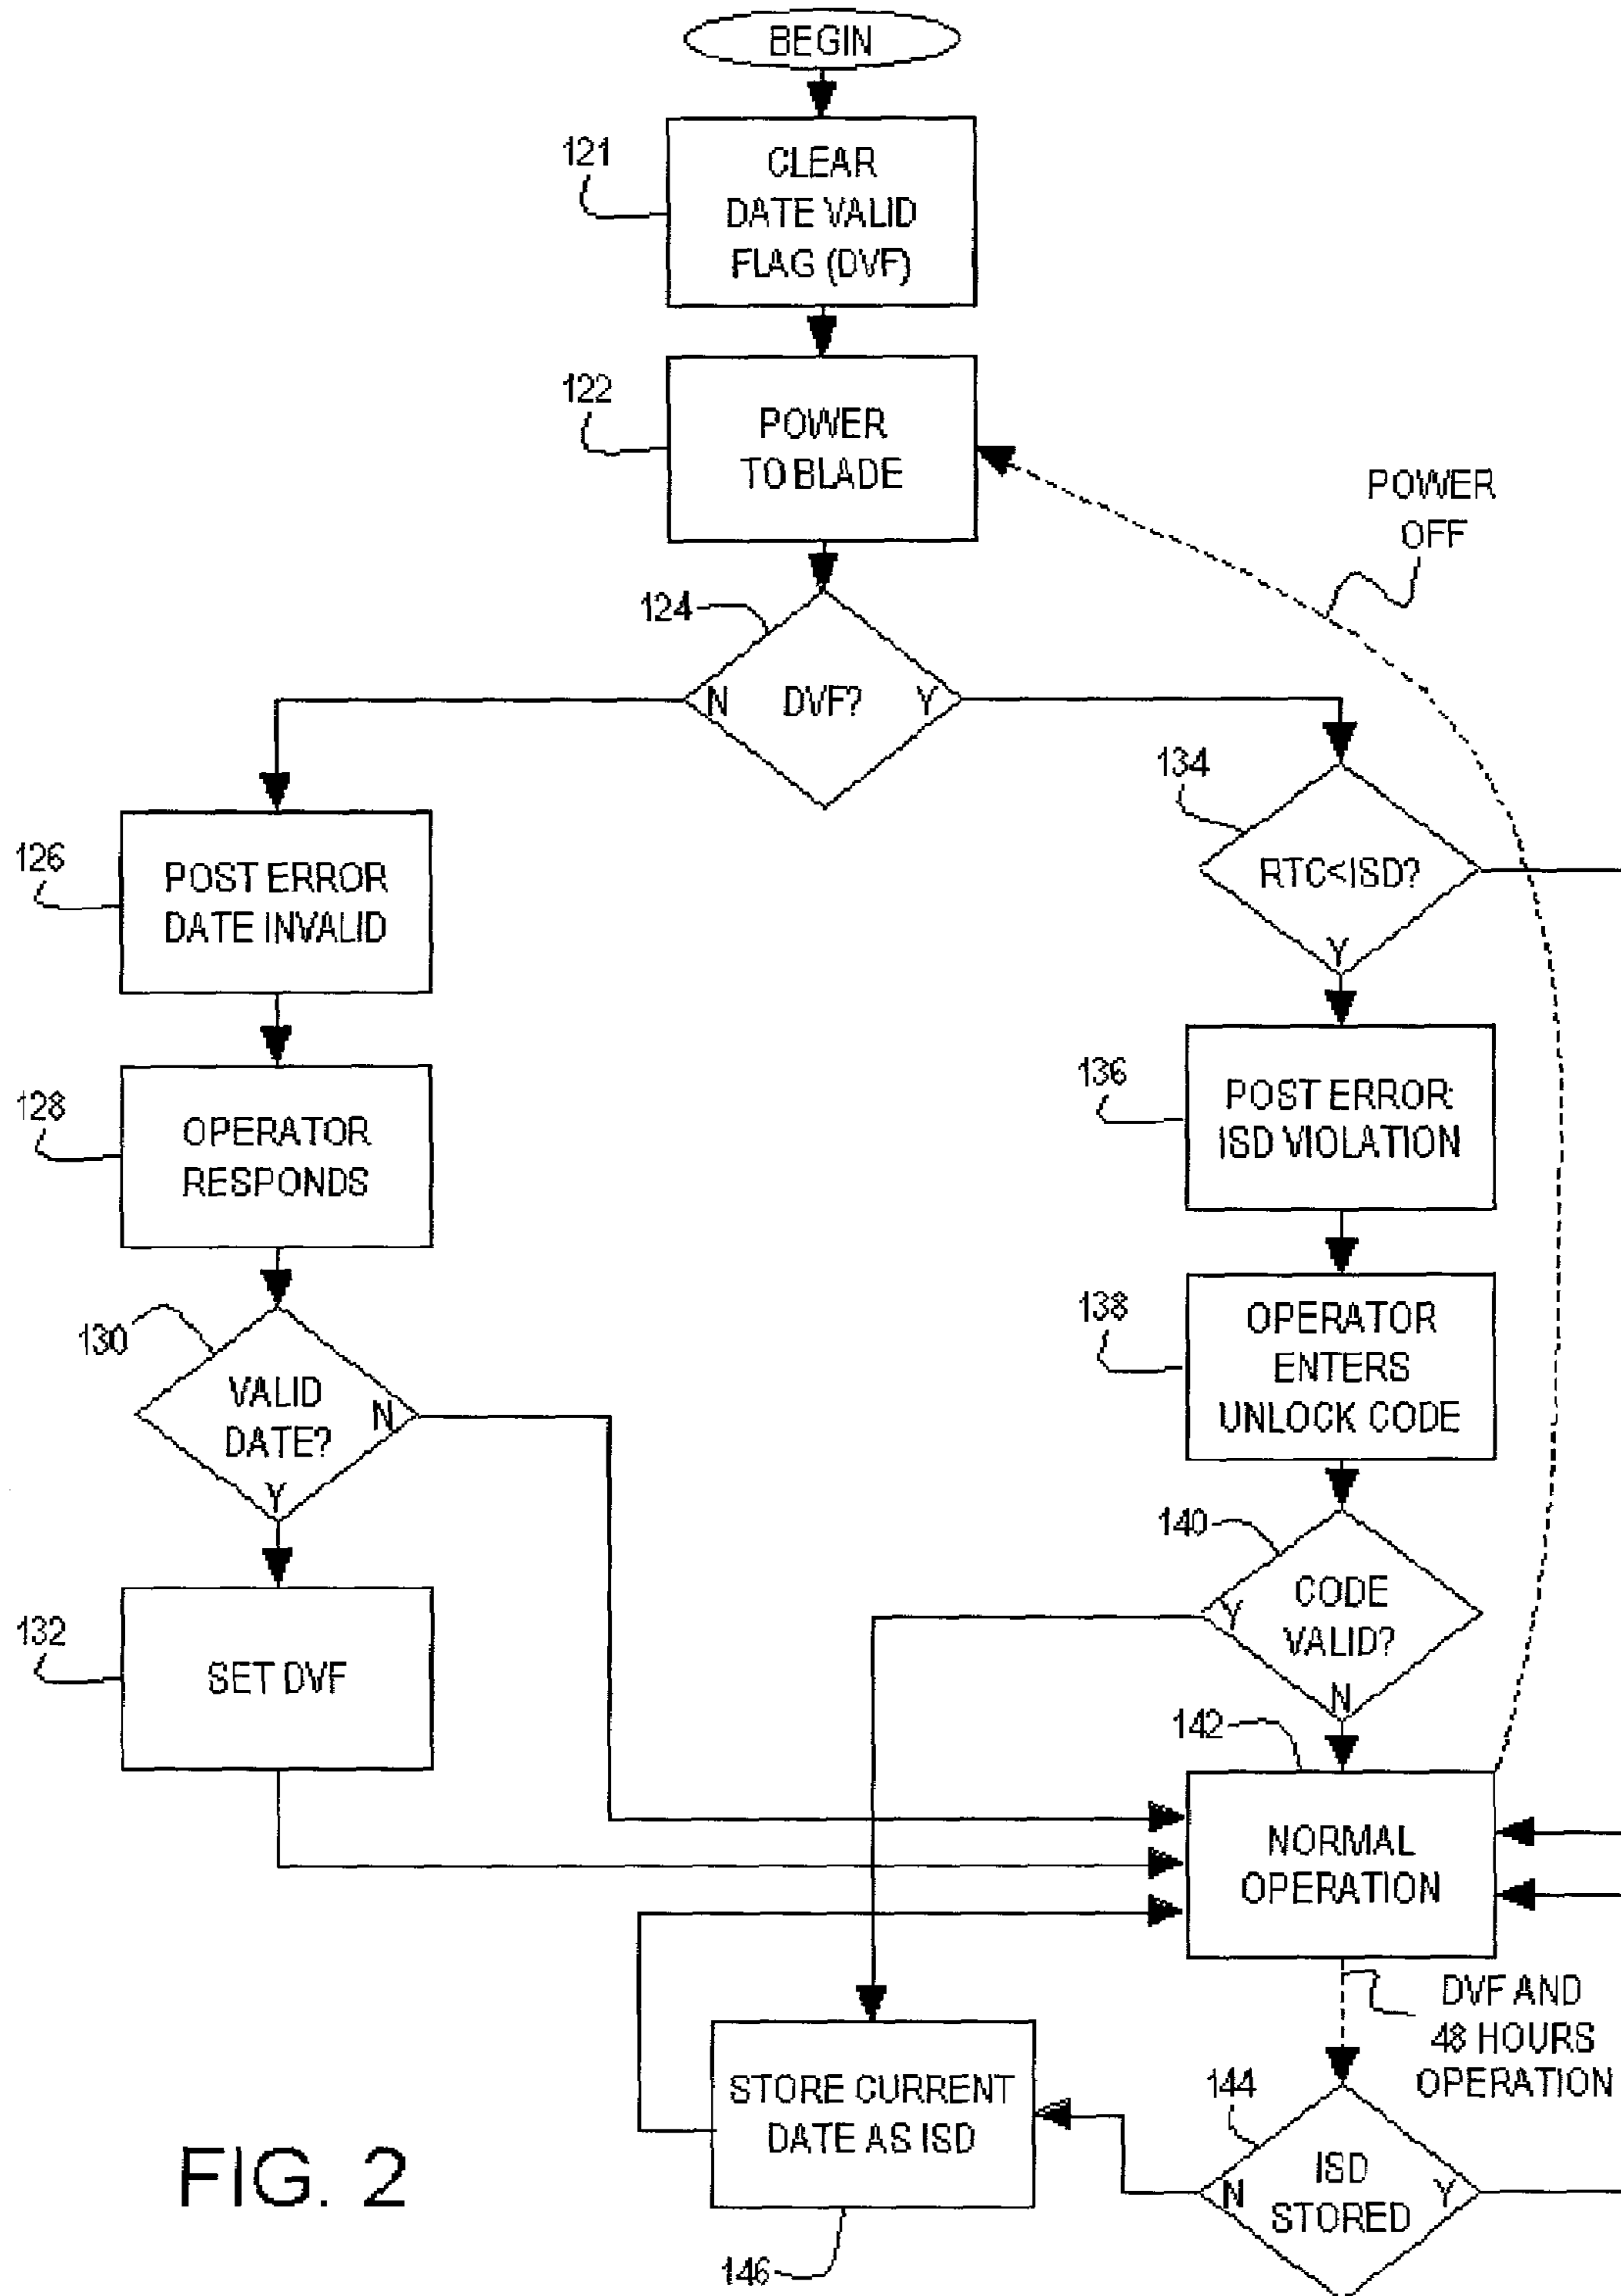 BEGIN
121
CLEAR
DATE VALID
FLAG (DVF)
122
POWER
TO BLADE
POWER
OFF
124
N
DVF?
Y
134
RTC<ISD?
Y
126
POST ERROR
DATE INVALID
128
OPERATOR
RESPONDS
136
POST ERROR:
ISD VIOLATION
130
VALID
DATE?
N
Y
138
OPERATOR
ENTERS
UNLOCK CODE
132
SET DVF
140
Y
CODE
VALID?
N
142
NORMAL
OPERATION
DVF AND
48 HOURS
OPERATION
144
N
ISD
STORED
Y
STORE CURRENT
DATE AS ISD
146
FIG. 2